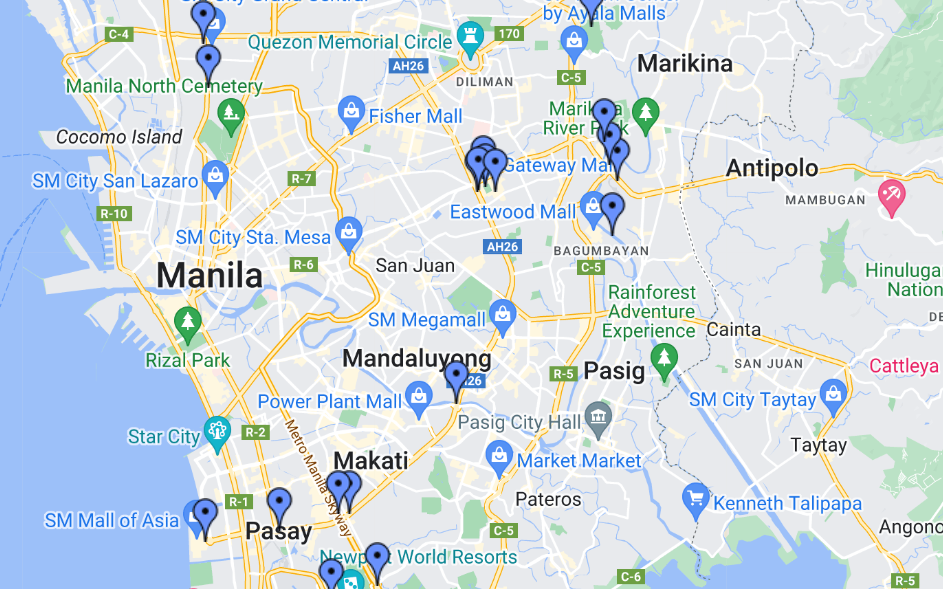 SM City Grand Central
C-4
Quezon Memorial Circle
170
by Ayala Malls
AH26
DILIMAN
C-5
Marikina
Manila North Cemetery
Fisher Mall
Marikina
River Park
Cocomo Island
Gateway Mall
Antipolo
SM City San Lazaro
R-7
MAMBUGAN
R-10
Eastwood Mall
SM City Sta. Mesa
AH26
BAGUMBAYAN
R-6
San Juan
C-5
Manila
Hinulugan
Nation
Rainforest
Adventure
Experience
SM Megamall
Cainta
DE
Rizal Park
Mandaluyong
SAN JUAN
Cattleya
AH26
R-5
Pasig
Power Plant Mall
SM City Taytay
Pasig City Hall
Star City
R-2
Metro Manila Skyway
Taytay
Makati
Market Market
R-1
Pateros
Kenneth Talipapa
SM Mall of Asia
Pasay
C-5
Angono
Newport World Resorts
C-6
R-5